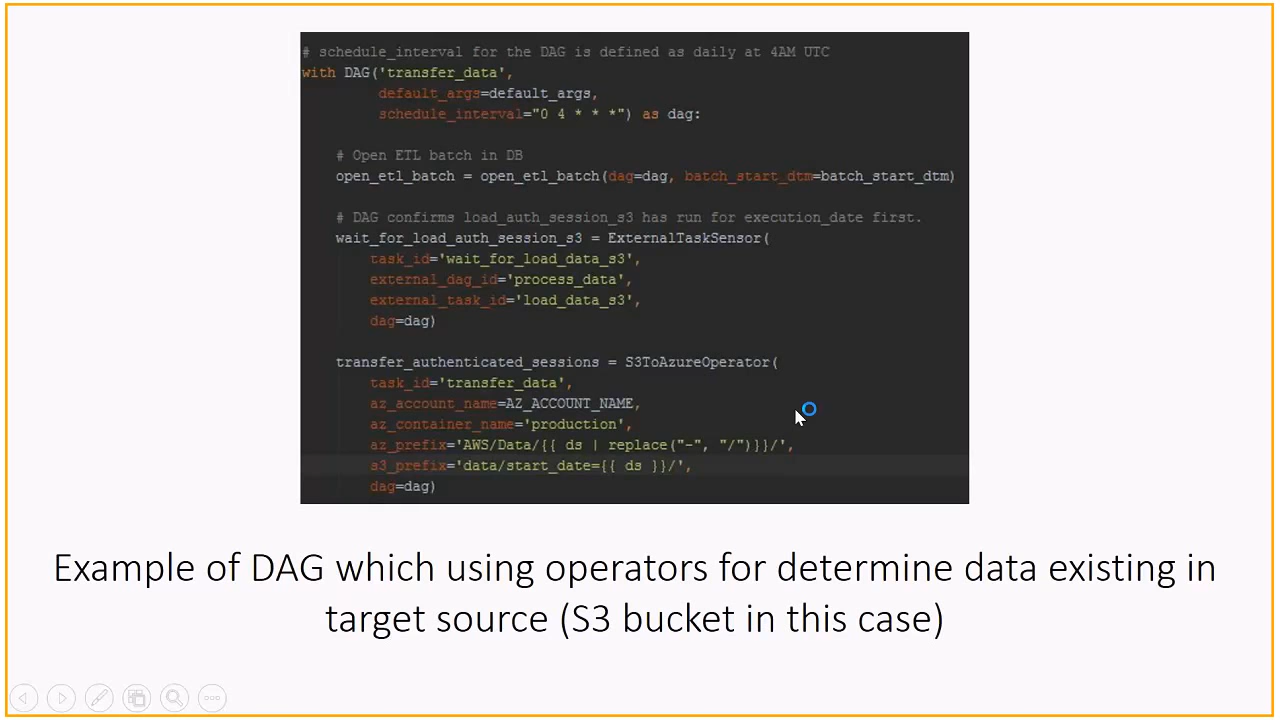 # schedule_interval for the DAG is defined as daily at 4AM UTC
with DAG('transfer_data',
default_args=default_args,
schedule_interval="0 4 * * *") as dag:
# Open ETL batch in DB
open_etl_batch = open_etl_batch(dag=dag, batch_start_dtm=batch_start_dtm)
# DAG confirms load_auth_session_s3 has run for execution_date first.
wait_for_load_auth_session_s3 = ExternalTaskSensor(
task_id='wait_for_load_data_s3',
external_dag_id='process_data',
external_task_id='load_data_s3',
dag=dag)
transfer_authenticated_sessions = S3ToAzureOperator(
task_id='transfer_data',
az_account_name=AZ_ACCOUNT_NAME,
az_container_name='production',
az_prefix='AWS/Data/{{ ds | replace("-", "/")}}/',
s3_prefix='data/start_date={{ ds }}/',
dag=dag)
Example of DAG which using operators for determine data existing in
target source (S3 bucket in this case)